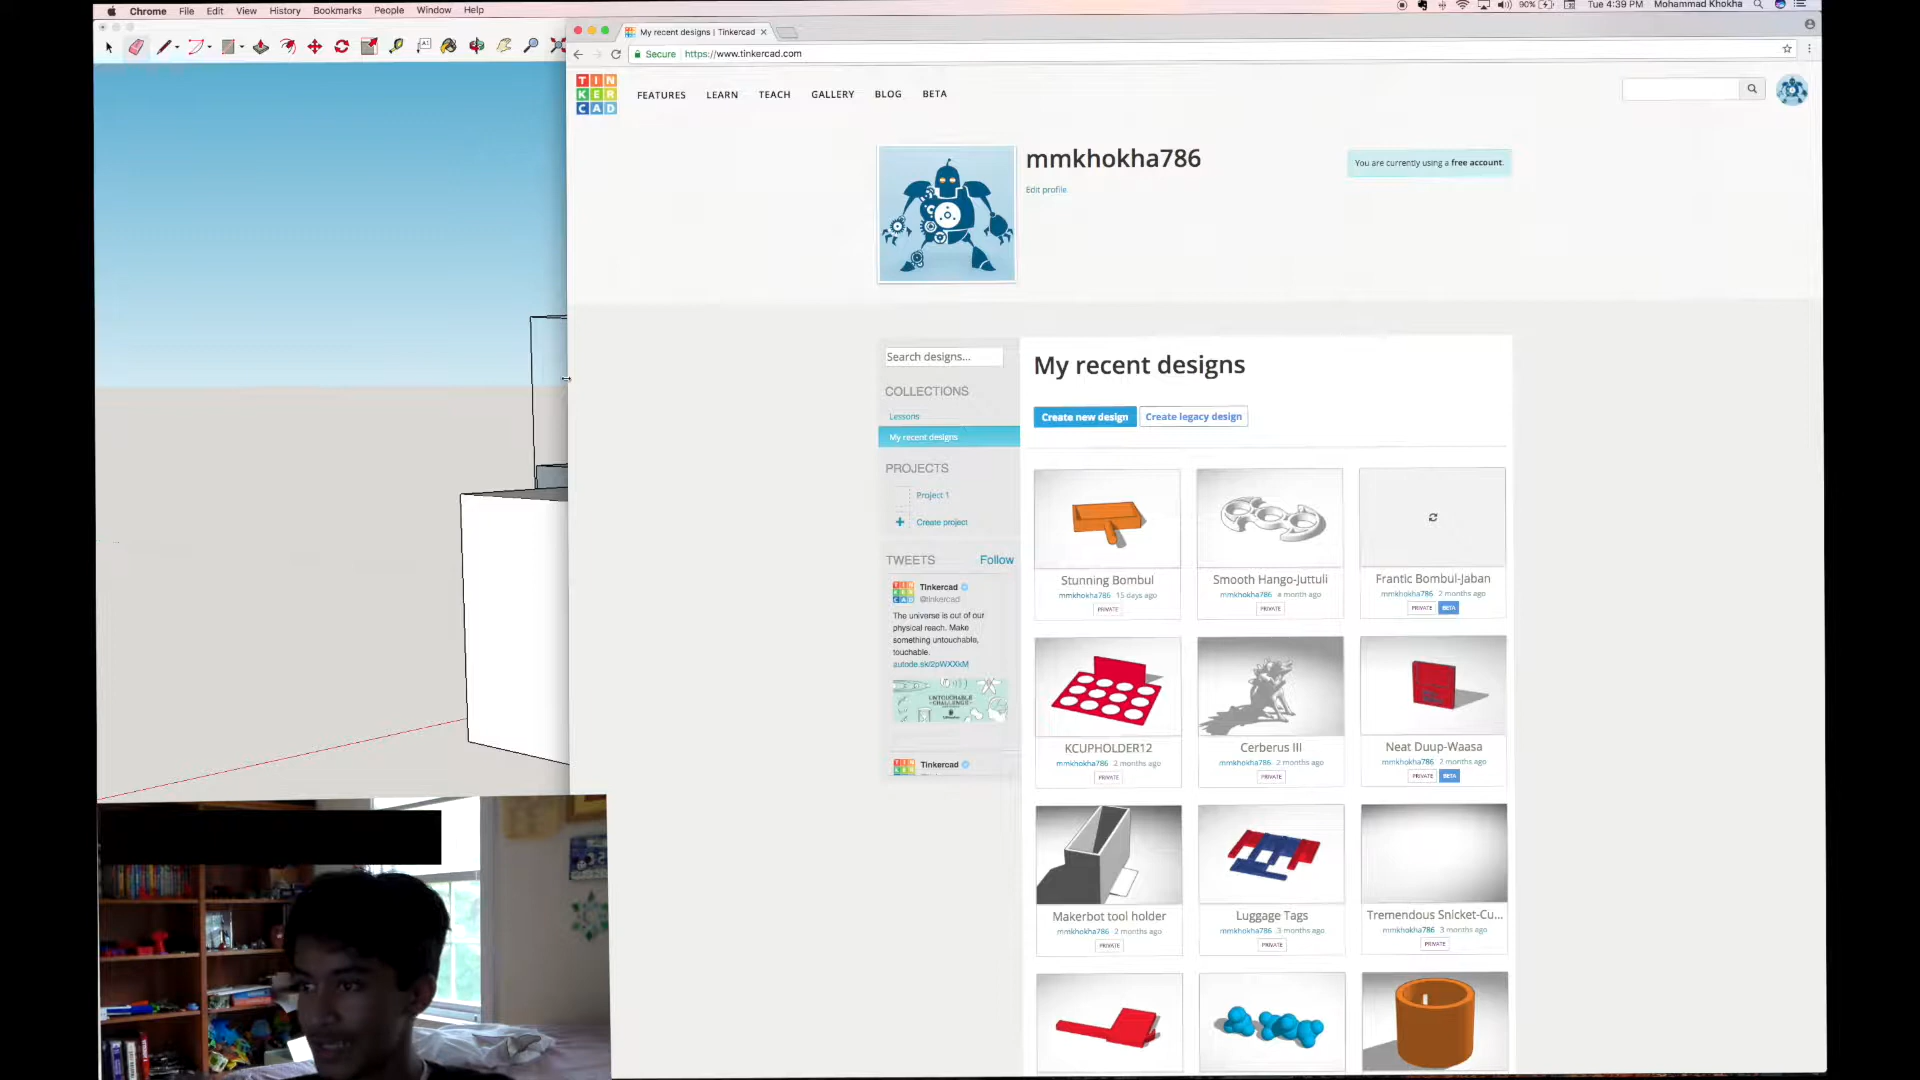 Chrome File Edit View History Bookmarks People Window Help
90% Tue 4:39 PM Mohammad Khokha
My recent designs | Tinkercad
Secure https://www.tinkercad.com
TIN
KER
CAD
FEATURES LEARN TEACH GALLERY BLOG BETA
mmkhokha786
Edit profile
You are currently using a free account.
Search designs...
COLLECTIONS
Lessons
My recent designs
PROJECTS
Project 1
Create project
TWEETS Follow
Tinkercad
@tinkercad
The universe is out of our
physical reach. Make
something untouchable,
touchable.
autode.sk/2pWXXkM
UNTOUCHABLE
CHALLENGE
Tinkercad
My recent designs
Create new design Create legacy design
Stunning Bombul
mmkhokha786 15 days ago
PRIVATE
Smooth Hango-Juttuli
mmkhokha786 a month ago
PRIVATE
Frantic Bombul-Jaban
mmkhokha786 2 months ago
PRIVATE BETA
KCUPHOLDER12
mmkhokha786 2 months ago
PRIVATE
Cerberus III
mmkhokha786 2 months ago
PRIVATE
Neat Duup-Waasa
mmkhokha786 2 months ago
PRIVATE BETA
Makerbot tool holder
mmkhokha786 2 months ago
PRIVATE
Luggage Tags
mmkhokha786 3 months ago
PRIVATE
Tremendous Snicket-Cu...
mmkhokha786 3 months ago
PRIVATE